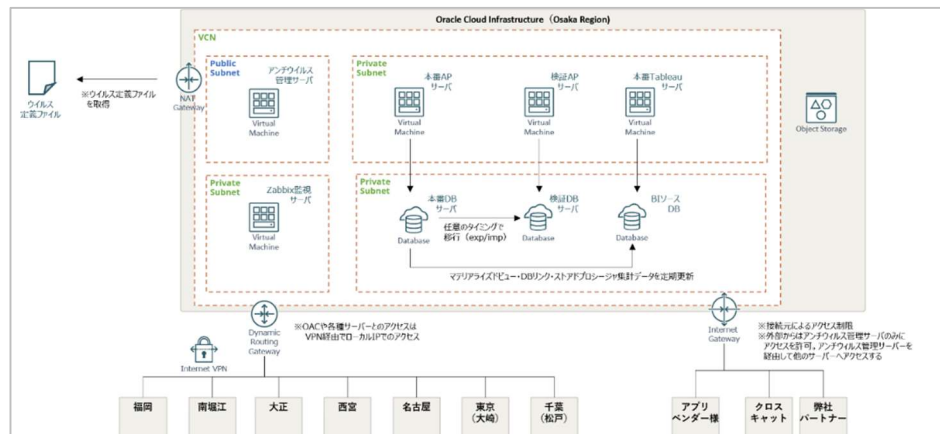 Oracle Cloud Infrastructure (Osaka Region)
VCN
Public
Subnet
アンチウイルス
管理サーバ
Virtual
Machine
Private
Subnet
本番AP
サーバ
Virtual
Machine
検証AP
サーバ
Virtual
Machine
本番Tableau
サーバ
Virtual
Machine
Object Storage
ウイルス
定義ファイル
※ウイルス定義ファイル
を取得
NAT
Gateway
Private
Subnet
Zabbix監視
サーバ
Virtual
Machine
Private
Subnet
本番DB
サーバ
Database
任意のタイミングで
移行（exp/imp）
検証DB
サーバ
Database
BIソース
DB
Database
マテリアライズドビュー・DBリンク・ストアドプロシージャ集計データを定期更新
Dynamic
Routing
Gateway
※OACや各種サーバーとのアクセスは
VPN経由でローカルIPでのアクセス
Internet VPN
Internet
Gateway
※接続元によるアクセス制限
※外部からはアンチウィルス管理サーバのみに
アクセスを許可。アンチウィルス管理サーバーを
経由して他のサーバーへアクセスする
福岡
南堀江
大正
西宮
名古屋
東京
（大崎）
千葉
（松戸）
アプリ
ベンダー様
クロス
キャット
弊社
パートナー